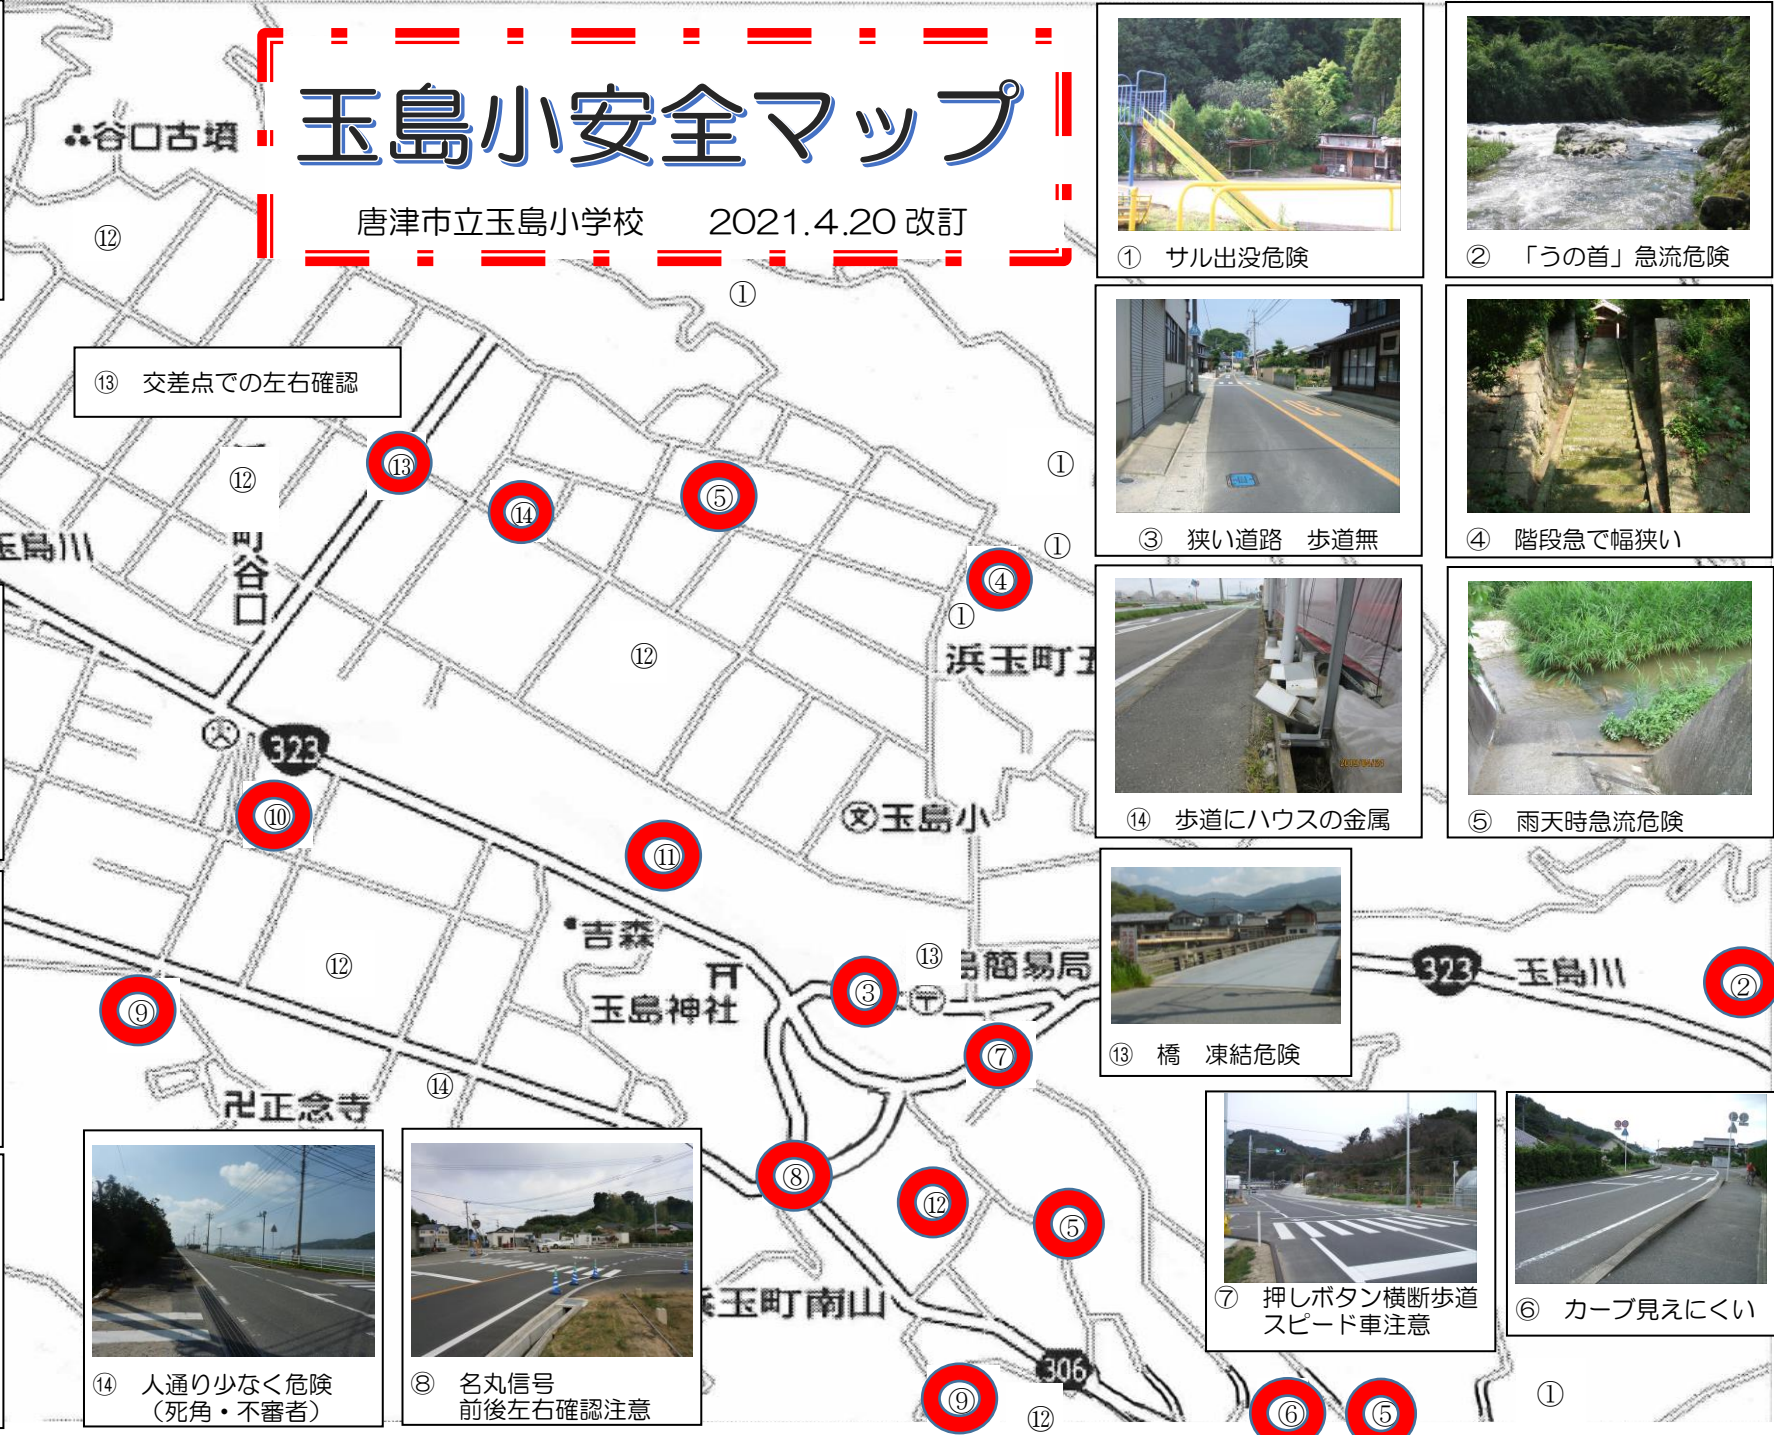 玉島小安全マップ
唐津市立玉島小学校 2021.4.20 改訂
谷口古墳
⑫
①
① サル出没危険
② 「うの首」急流危険
⑬ 交差点での左右確認
③ 狭い道路 歩道無
④ 階段急で幅狭い
⑬
⑫
⑭
⑤
①
①
④
①
玉島川
町谷口
⑫
浜玉町五
323
⑩
⑪
文玉島小
⑭ 歩道にハウスの金属
2009/04/24
⑤ 雨天時急流危険
吉森
⑫
⑨
玉島神社
③
⑬
島簡易局
〒
⑦
⑬ 橋 凍結危険
323
玉島川
②
卍正念寺
⑭
⑧
⑫
⑤
浜玉町南山
306
⑨
⑫
⑥
⑤
①
⑭ 人通り少なく危険
(死角・不審者)
⑧ 名丸信号
前後左右確認注意
⑦ 押しボタン横断歩道
スピード車注意
⑥ カーブ見えにくい